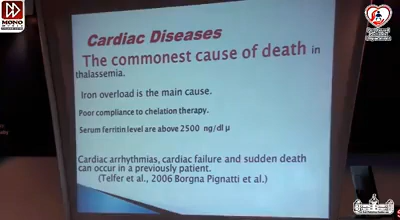 MONO
Cardiac Diseases
The commonest cause of death in
thalassemia.
Iron overload is the main cause.
Poor compliance to chelation therapy.
Serum ferritin level are above 2500 ng/dl µ
Cardiac arrhythmias, cardiac failure and sudden death
can occur in a previously patient.
(Telfer et al., 2006 Borgna Pignatti et al.)